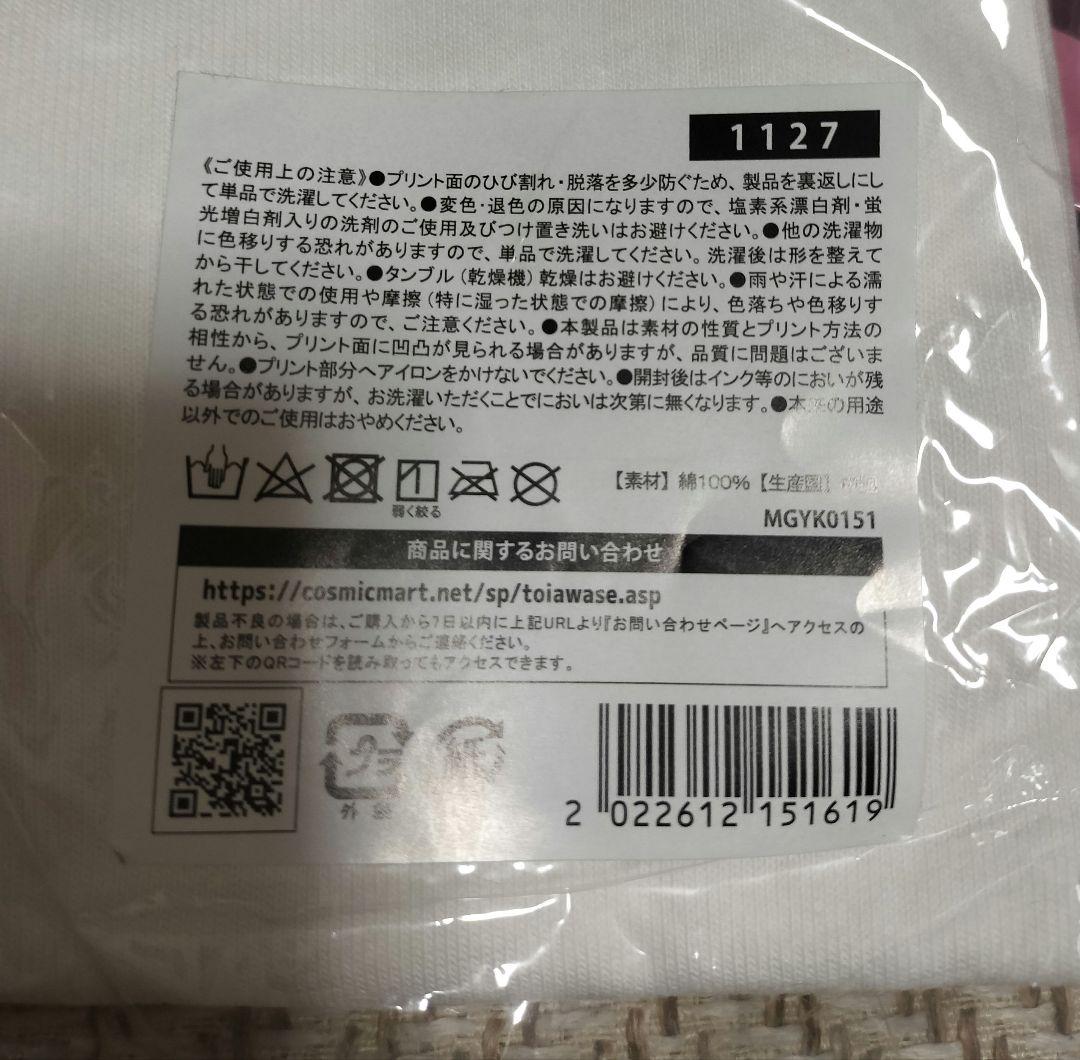 1127
《ご使用上の注意》●プリント面のひび割れ・脱落を多少防ぐため、製品を裏返しにし
て単品で洗濯してください。●変色・退色の原因になりますので、塩素系漂白剤・蛍
光増白剤入りの洗剤のご使用及びつけ置き洗いはお避けください。●他の洗濯物
に色移りする恐れがありますので、単品で洗濯してください。洗濯後は形を整えて
から干してください。●タンブル（乾燥機）乾燥はお避けください。●雨や汗による濡
れた状態での使用や摩擦（特に湿った状態での摩擦）により、色落ちや色移りす
る恐れがありますので、ご注意ください。●本製品は素材の性質とプリント方法の
相性から、プリント面に凹凸が見られる場合がありますが、品質に問題はございま
せん。●プリント部分へアイロンをかけないでください。●開封後はインク等のにおいが残
る場合がありますが、お洗濯いただくことでにおいは次第に無くなります。●本来の用途
以外でのご使用はおやめください。
弱く絞る
【素材】綿100%【生産国】
MGYK0151
商品に関するお問い合わせ
https://cosmicmart.net/sp/toiawase.asp
製品不良の場合は、ご購入から7日以内に上記URLより『お問い合わせページ』へアクセスの
上、お問い合わせフォームからご連絡ください。
※左下のQRコードを読み取ってもアクセスできます。
プラ
外袋
紙
2 022612 151619